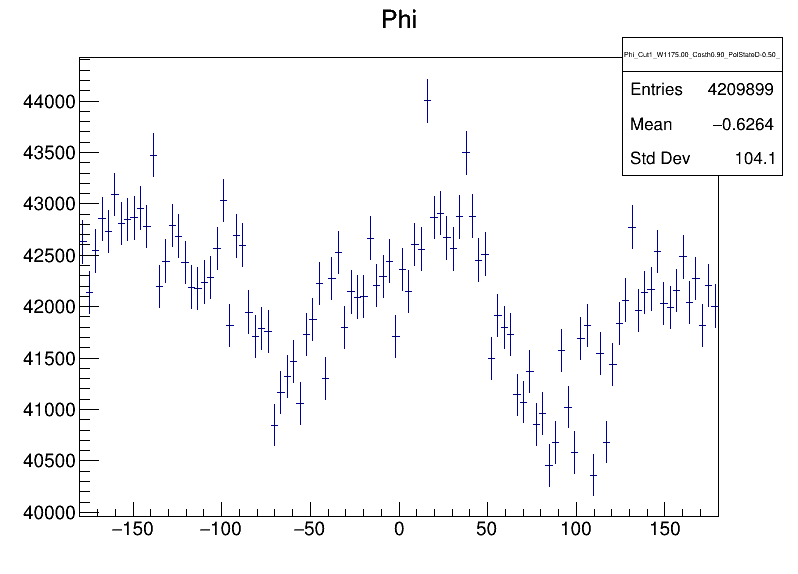 Phi
Phi_Cut1_W1175.00_Costh0.90_PolStateD-0.50_
Entries 4209899
Mean −0.6264
Std Dev 104.1
44000
43500
43000
42500
42000
41500
41000
40500
40000
−150 −100 −50 0 50 100 150